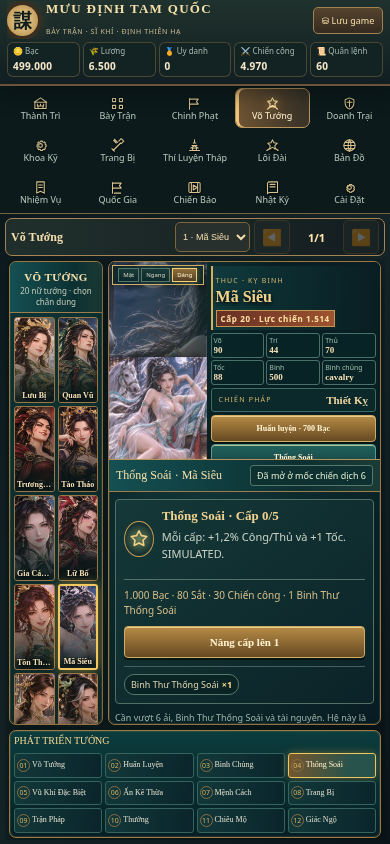 謀
MƯU ĐỊNH TAM QUỐC
BÀY TRẬN · SĨ KHÍ · ĐỊNH THIÊN HẠ
Lưu game
Bạc
499.000
Lương
6.500
Uy danh
0
Chiến công
4.970
Quân lệnh
60
Thành Trì
Bày Trận
Chinh Phạt
Võ Tướng
Doanh Trại
Khoa Kỹ
Trang Bị
Thí Luyện Tháp
Lôi Đài
Bản Đồ
Nhiệm Vụ
Quốc Gia
Chiến Báo
Nhật Ký
Cài Đặt
Võ Tướng
1 · Mã Siêu
1/1
VÕ TƯỚNG
20 nữ tướng · chọn
chân dung
Lưu Bị
Quan Vũ
Trương…
Tào Tháo
Gia Cá…
Lữ Bố
Tôn Th…
Mã Siêu
Mặt
Ngang
Dáng
THỤC · KỴ BINH
Mã Siêu
Cấp 20 · Lực chiến 1.514
Võ
90
Trí
44
Thủ
70
Tốc
88
Binh
500
Binh chủng
cavalry
CHIẾN PHÁP
Thiết Kỵ
Huấn luyện · 700 Bạc
Thống Soái
Thống Soái · Mã Siêu
Đã mở ở mốc chiến dịch 6
Thống Soái · Cấp 0/5
Mỗi cấp: +1,2% Công/Thủ và +1 Tốc.
SIMULATED.
1.000 Bạc · 80 Sắt · 30 Chiến công · 1 Binh Thư
Thống Soái
Nâng cấp lên 1
Binh Thư Thống Soái ×1
Cần vượt 6 ải, Binh Thư Thống Soái và tài nguyên. Hệ này là
PHÁT TRIỂN TƯỚNG
01 Võ Tướng
02 Huấn Luyện
03 Binh Chủng
04 Thống Soái
05 Vũ Khí Đặc Biệt
06 Ấn Kế Thừa
07 Mệnh Cách
08 Trang Bị
09 Trận Pháp
10 Thưởng
11 Chiêu Mộ
12 Giác Ngộ